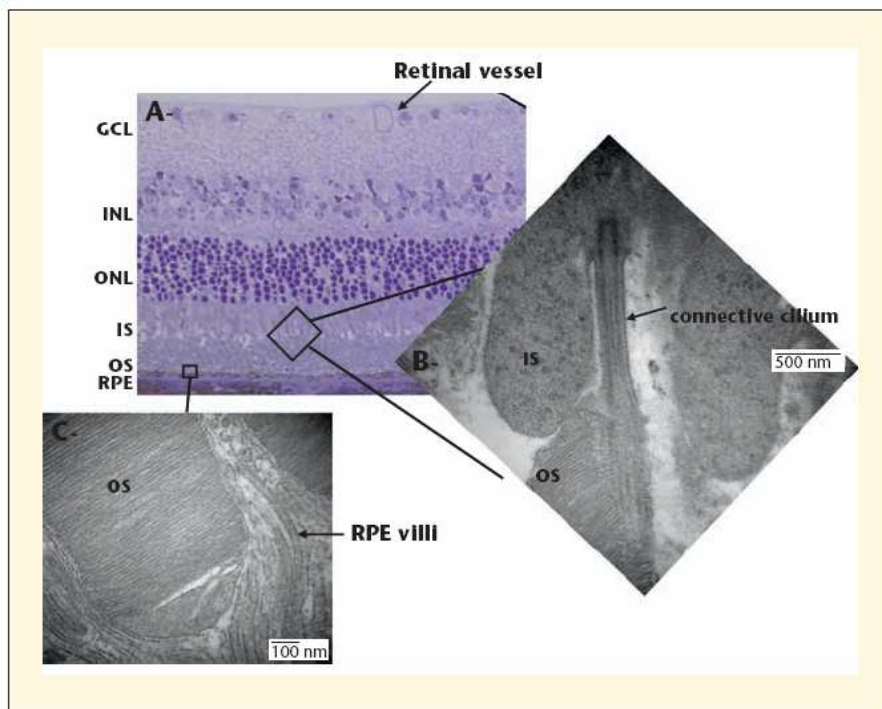 Retinal vessel
A-
GCL
INL
ONL
IS
OS
RPE
connective cilium
B-
IS
500 nm
OS
C-
OS
RPE villi
100 nm